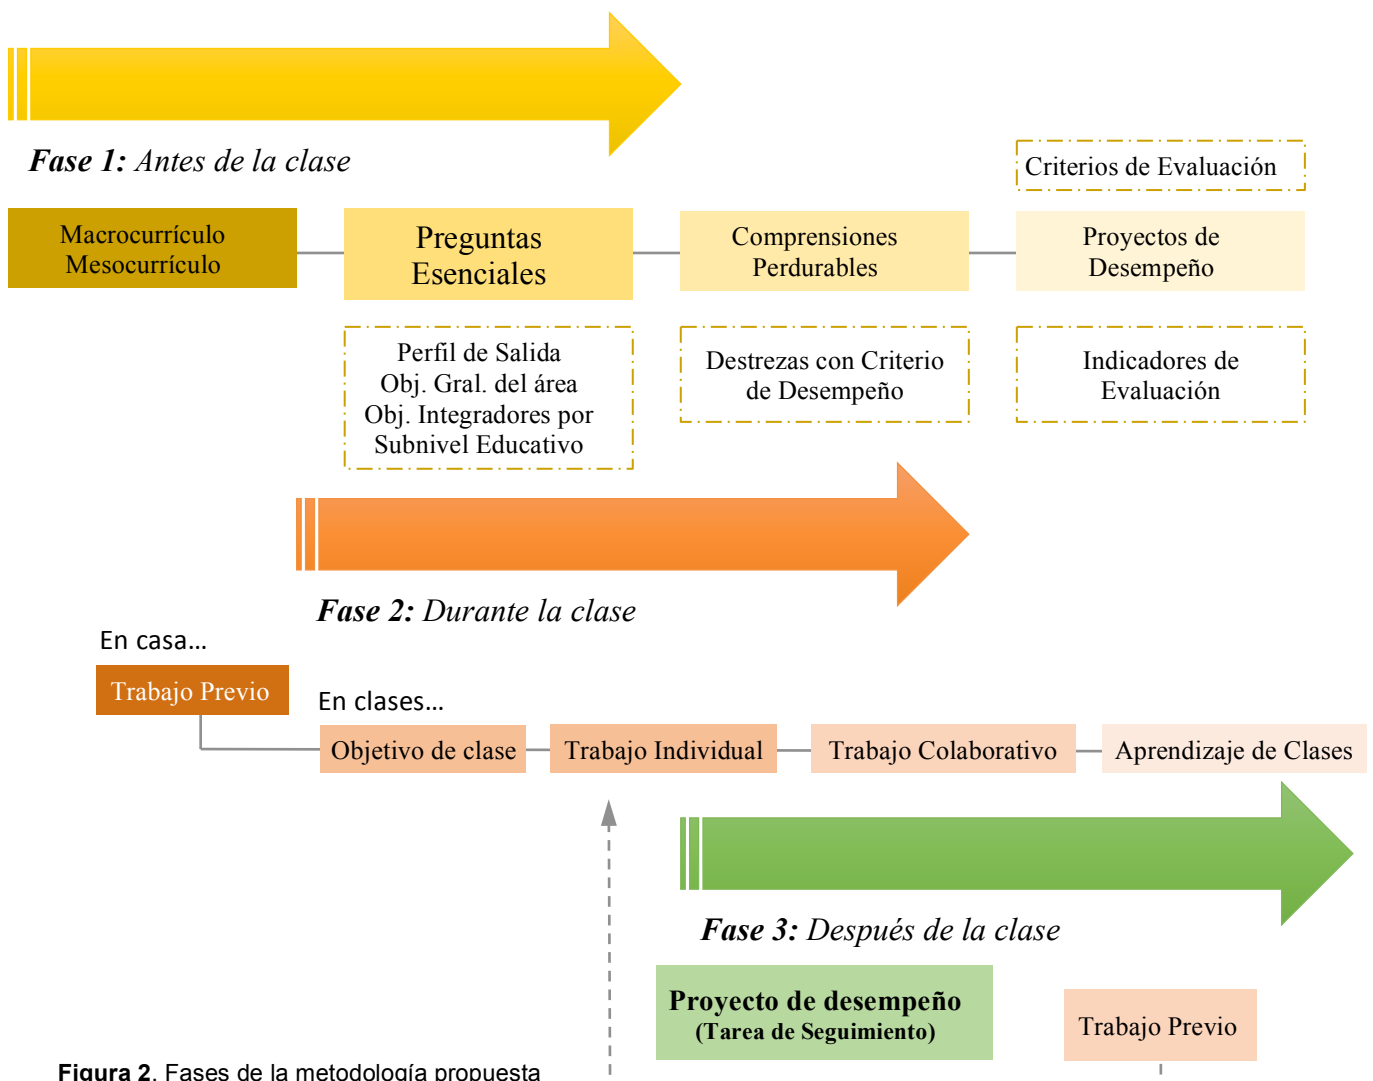 Fase 1: Antes de la clase
Criterios de Evaluación
Macrocurrículo
Mesocurrículo
Preguntas
Esenciales
Comprensiones
Perdurables
Proyectos de
Desempeño
Perfil de Salida
Obj. Gral. del área
Obj. Integradores por
Subnivel Educativo
Destrezas con Criterio
de Desempeño
Indicadores de
Evaluación
Fase 2: Durante la clase
En casa...
Trabajo Previo
En clases...
Objetivo de clase
Trabajo Individual
Trabajo Colaborativo
Aprendizaje de Clases
Fase 3: Después de la clase
Proyecto de desempeño
(Tarea de Seguimiento)
Trabajo Previo
Figura 2. Fases de la metodología propuesta